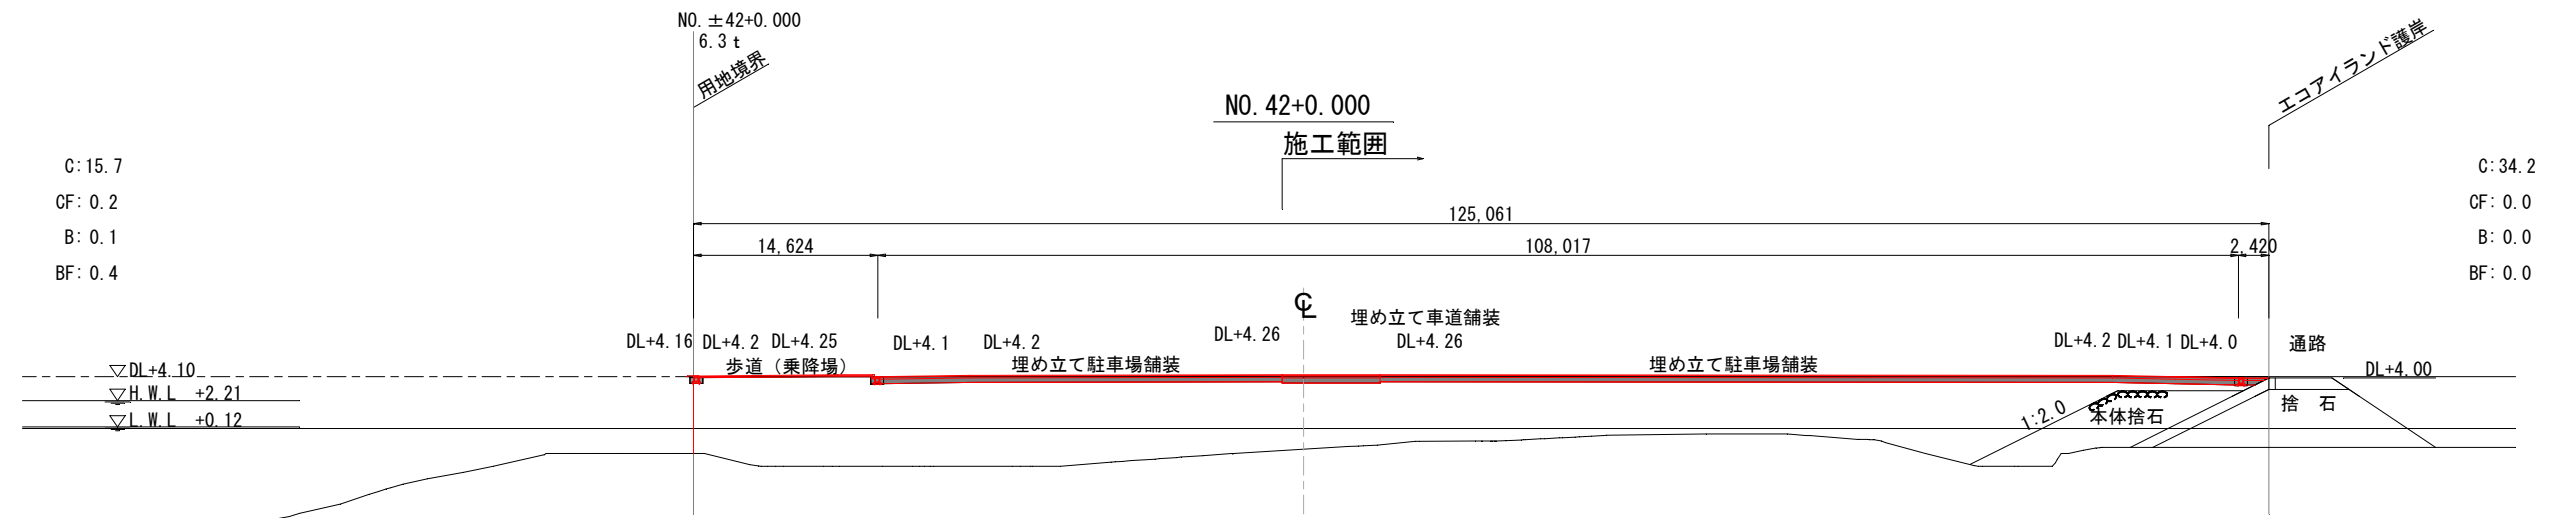 NO.±42+0.000
6.3 t
用地境界
エコアイランド護岸
NO.42+0.000
施工範囲
C:15.7
CF: 0.2
B: 0.1
BF: 0.4
C:34.2
CF: 0.0
B: 0.0
BF: 0.0
125,061
14,624
108,017
2,420
℄
埋め立て車道舗装
DL+4.16
DL+4.2
DL+4.25
DL+4.1
DL+4.2
DL+4.26
DL+4.26
DL+4.2
DL+4.1
DL+4.0
通路
歩道（乗降場）
埋め立て駐車場舗装
埋め立て駐車場舗装
DL+4.10
DL+4.00
H.W.L +2.21
L.W.L +0.12
1:2.0
本体捨石
捨 石